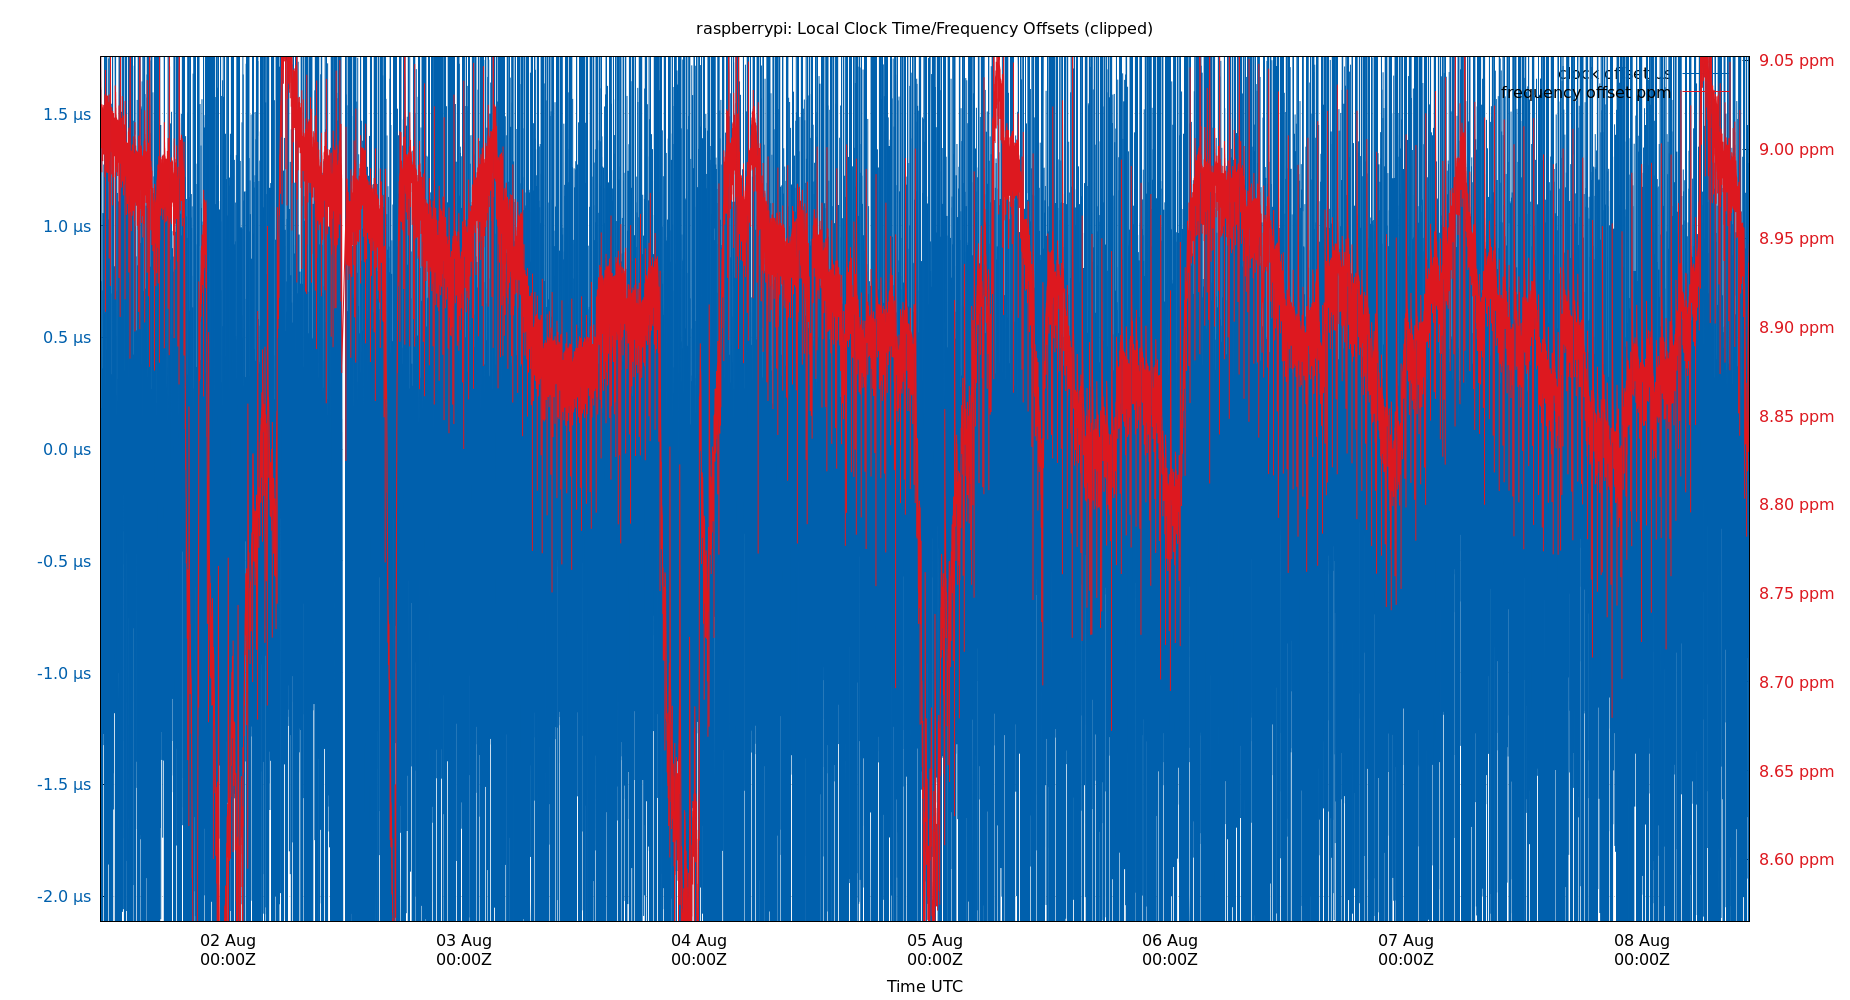 raspberrypi: Local Clock Time/Frequency Offsets (clipped)
clock offset µs
frequency offset ppm
1.5 µs
1.0 µs
0.5 µs
0.0 µs
-0.5 µs
-1.0 µs
-1.5 µs
-2.0 µs
9.05 ppm
9.00 ppm
8.95 ppm
8.90 ppm
8.85 ppm
8.80 ppm
8.75 ppm
8.70 ppm
8.65 ppm
8.60 ppm
02 Aug 03 Aug 04 Aug 05 Aug 06 Aug 07 Aug 08 Aug
00:00Z 00:00Z 00:00Z 00:00Z 00:00Z 00:00Z 00:00Z
Time UTC